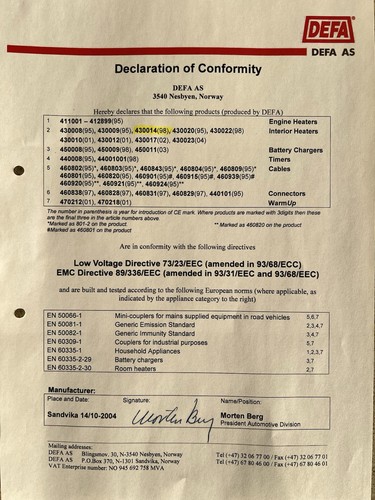 DEFA
DEFA AS
Declaration of Conformity
DEFA AS
3540 Nesbyen, Norway
Hereby declares that the following products (produced by DEFA)
1 411001 – 412899(95) Engine Heaters
2 430008(95), 430009(95), 430014(98), 430020(95), 430022(98) Interior Heaters
430010(01), 430012(01), 430017(02), 430023(04)
3 450008(95), 460009(98), 450011(03) Battery Chargers
4 440008(95), 44001001(98) Timers
5 460802(95)*, 460803(95)*, 460843(95)*, 460804(95)*, 460809(95)* Cables
460801(95), 460820(95), 460901(95)#, 460915(95)#, 460939(95)#
460920(95)**, 460921(95)**, 460924(95)**
6 460838(97), 460828(97), 460831(97), 460829(97), 440101(95) Connectors
7 470212(01), 470218(01) WarmUp
The number in parenthesis is year for introduction of CE mark. Where products are marked with 3digits then these
are the final three in the article numbers above.
*Marked as 801-2 on the product ** Marked as 460820 on the product
#Marked as 460801 on the product
Are in conformity with the following directives
Low Voltage Directive 73/23/EEC (amended in 93/68/ECC)
EMC Directive 89/336/EEC (amended in 93/31/EEC and 93/68/EEC)
and are built and tested according to the following European norms (where applicable, as
indicated by the appliance category to the right)
EN 50066-1 Mini-couplers for mains supplied equipment in road vehicles 5,6,7
EN 50081-1 Generic Emission Standard 2,3,4,7
EN 50082-1 Generic Immunity Standard 2,3,4,7
EN 60309-1 Couplers for industrial purposes 5,7
EN 60335-1 Household Appliances 1,2,3,7
EN 60335-2-29 Battery chargers 3,7
EN 60335-2-30 Room heaters 2,7
Manufacturer:
Place and Date: Signature: Name/Position:
Sandvika 14/10-2004 Morten Berg Morten Berg
President Automotive Division
Mailing addresses:
DEFA AS Blingsmov. 30, N-3540 Nesbyen, Norway Tel (+47) 32 06 77 00 / Fax (+47) 32 06 77 01
DEFA AS P.O.Box 370, N-1301 Sandvika, Norway Tel (+47) 67 80 46 00 / Fax (+47) 67 80 46 01
VAT Enterprise number: NO 945 692 758 MVA